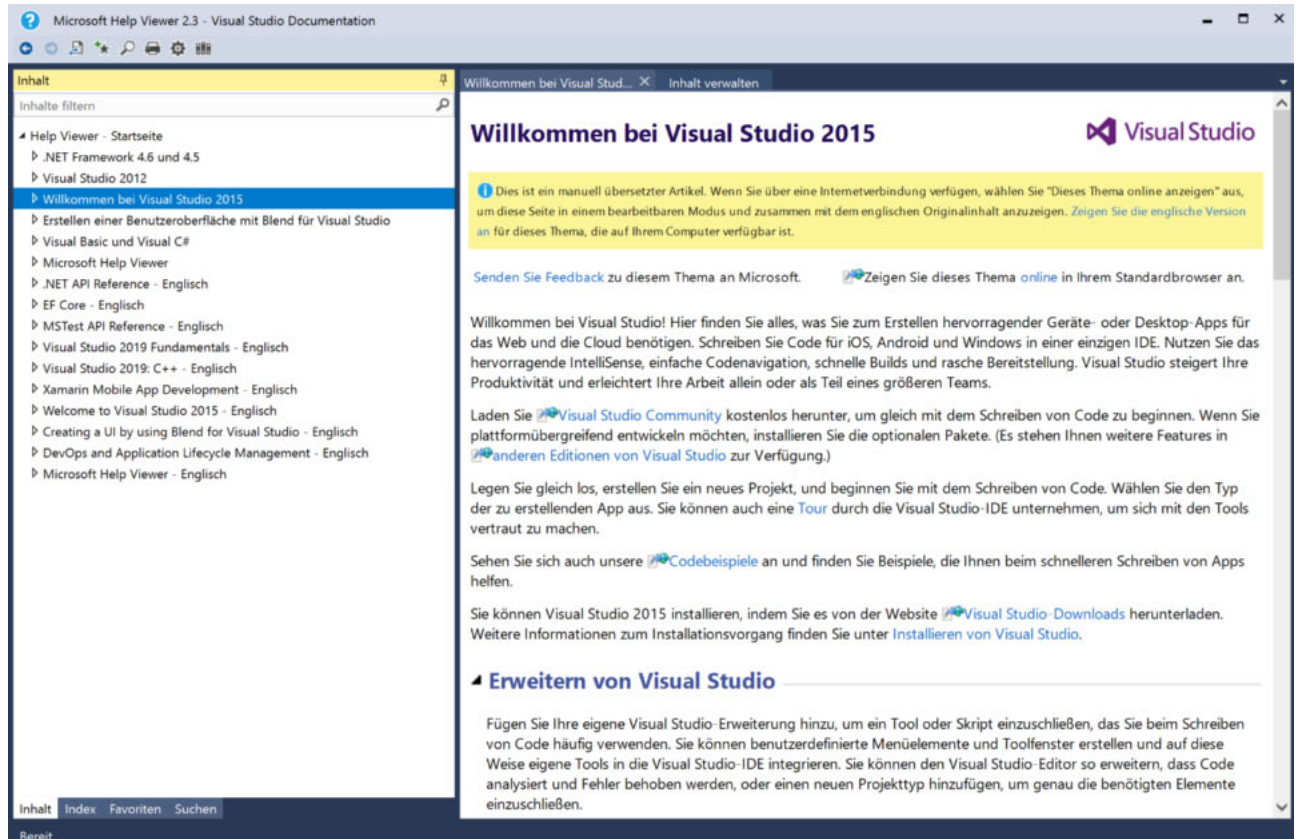 Microsoft Help Viewer 2.3 - Visual Studio Documentation
Inhalt
Inhalte filtern
Help Viewer - Startseite
.NET Framework 4.6 und 4.5
Visual Studio 2012
Willkommen bei Visual Studio 2015
Erstellen einer Benutzeroberfläche mit Blend für Visual Studio
Visual Basic und Visual C#
Microsoft Help Viewer
.NET API Reference - Englisch
EF Core - Englisch
MSTest API Reference - Englisch
Visual Studio 2019 Fundamentals - Englisch
Visual Studio 2019: C++ - Englisch
Xamarin Mobile App Development - Englisch
Welcome to Visual Studio 2015 - Englisch
Creating a UI by using Blend for Visual Studio - Englisch
DevOps and Application Lifecycle Management - Englisch
Microsoft Help Viewer - Englisch
Inhalt Index Favoriten Suchen
Bereit
Willkommen bei Visual Stud... Inhalt verwalten
Willkommen bei Visual Studio 2015
Visual Studio
Dies ist ein manuell übersetzter Artikel. Wenn Sie über eine Internetverbindung verfügen, wählen Sie "Dieses Thema online anzeigen" aus,
um diese Seite in einem bearbeitbaren Modus und zusammen mit dem englischen Originalinhalt anzuzeigen. Zeigen Sie die englische Version
an für dieses Thema, die auf Ihrem Computer verfügbar ist.
Senden Sie Feedback zu diesem Thema an Microsoft. Zeigen Sie dieses Thema online in Ihrem Standardbrowser an.
Willkommen bei Visual Studio! Hier finden Sie alles, was Sie zum Erstellen hervorragender Geräte- oder Desktop-Apps für
das Web und die Cloud benötigen. Schreiben Sie Code für iOS, Android und Windows in einer einzigen IDE. Nutzen Sie das
hervorragende IntelliSense, einfache Codenavigation, schnelle Builds und rasche Bereitstellung. Visual Studio steigert Ihre
Produktivität und erleichtert Ihre Arbeit allein oder als Teil eines größeren Teams.
Laden Sie Visual Studio Community kostenlos herunter, um gleich mit dem Schreiben von Code zu beginnen. Wenn Sie
plattformübergreifend entwickeln möchten, installieren Sie die optionalen Pakete. (Es stehen Ihnen weitere Features in
anderen Editionen von Visual Studio zur Verfügung.)
Legen Sie gleich los, erstellen Sie ein neues Projekt, und beginnen Sie mit dem Schreiben von Code. Wählen Sie den Typ
der zu erstellenden App aus. Sie können auch eine Tour durch die Visual Studio-IDE unternehmen, um sich mit den Tools
vertraut zu machen.
Sehen Sie sich auch unsere Codebeispiele an und finden Sie Beispiele, die Ihnen beim schnelleren Schreiben von Apps
helfen.
Sie können Visual Studio 2015 installieren, indem Sie es von der Website Visual Studio-Downloads herunterladen.
Weitere Informationen zum Installationsvorgang finden Sie unter Installieren von Visual Studio.
Erweitern von Visual Studio
Fügen Sie Ihre eigene Visual Studio-Erweiterung hinzu, um ein Tool oder Skript einzuschließen, das Sie beim Schreiben
von Code häufig verwenden. Sie können benutzerdefinierte Menüelemente und Toolfenster erstellen und auf diese
Weise eigene Tools in die Visual Studio-IDE integrieren. Sie können den Visual Studio-Editor so erweitern, dass Code
analysiert und Fehler behoben werden, oder einen neuen Projekttyp hinzufügen, um genau die benötigten Elemente
einzuschließen.